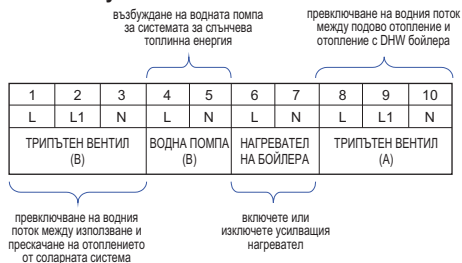 възбуждане на водната помпа
за системата за слънчева
топлинна енергия
превключване на водния поток
между подово отопление и
отопление с DHW бойлера
1 2 3 4 5 6 7 8 9 10
L L1 N L N L N L L1 N
ТРИПЪТЕН ВЕНТИЛ
(B)
ВОДНА ПОМПА
(B)
НАГРЕВАТЕЛ
НА БОЙЛЕРА
ТРИПЪТЕН ВЕНТИЛ
(A)
превключване на водния
поток между използване и
прескачане на отоплението
от соларната система
включете или
изключете усилващия
нагревател